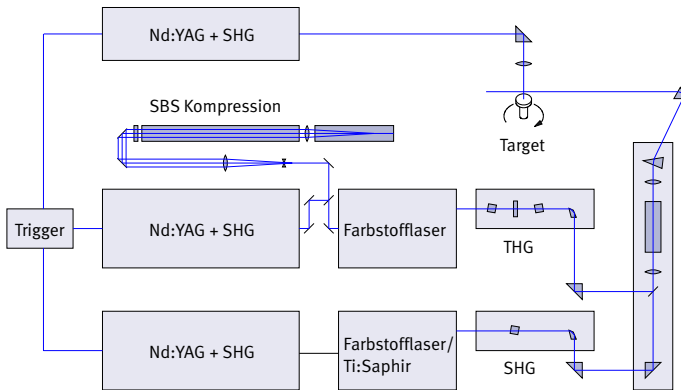 Nd:YAG + SHG
SBS Kompression
Target
Trigger
Nd:YAG + SHG
Farbstofflaser
THG
Nd:YAG + SHG
Farbstofflaser/
Ti:Saphir
SHG